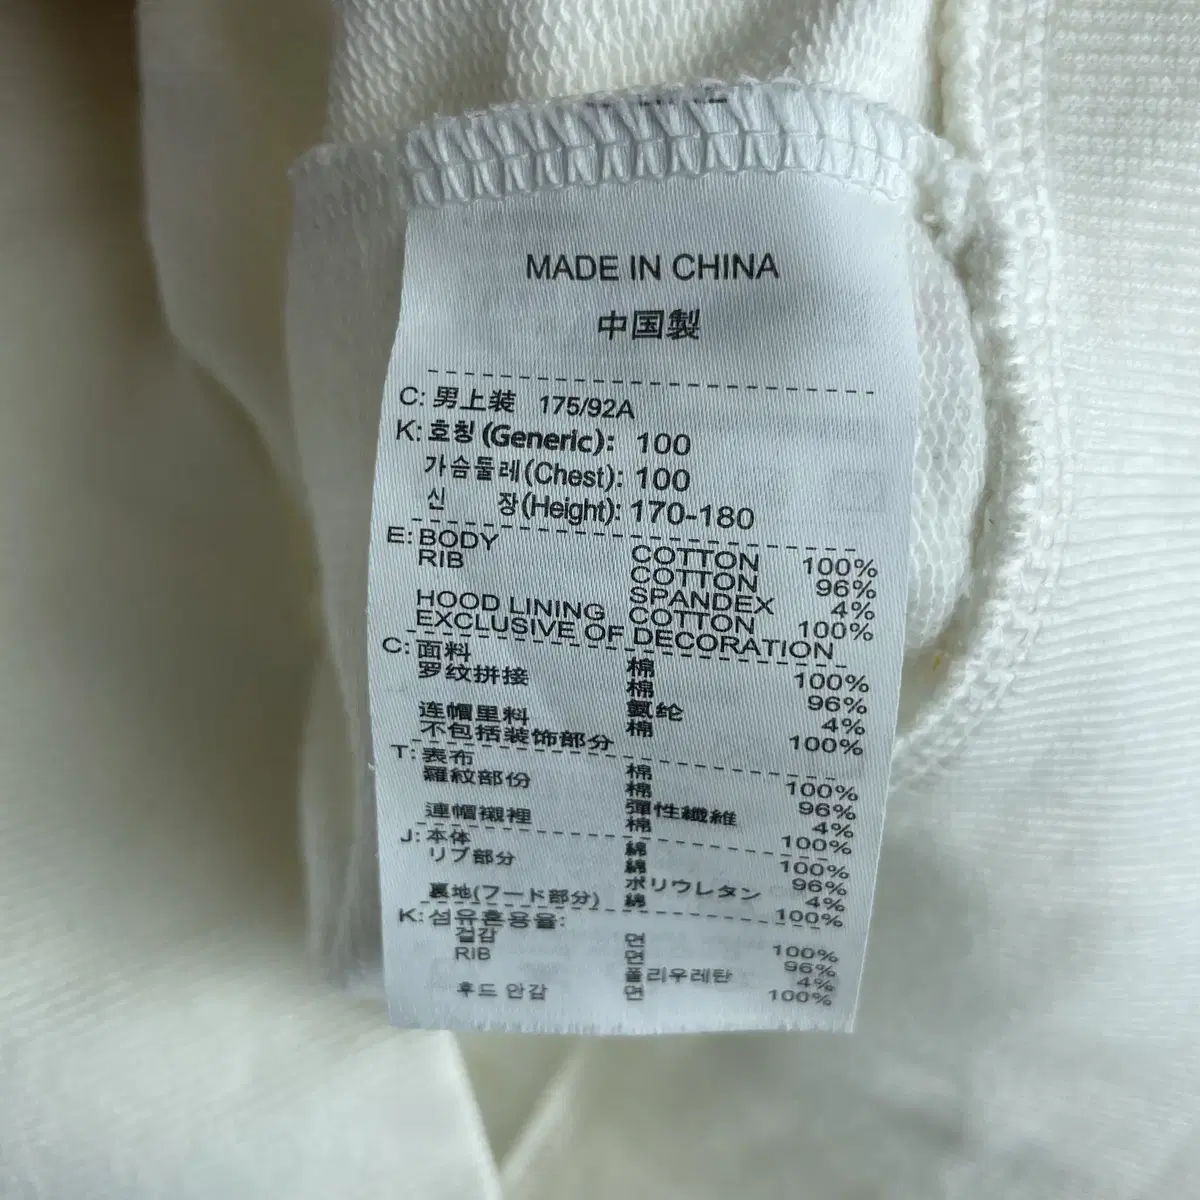 MADE IN CHINA
中国製
C: 男上装 175/92A
K: 호칭 (Generic): 100
가슴둘레(Chest): 100
신 장(Height): 170-180
E: BODY COTTON 100%
RIB COTTON 96%
SPANDEX 4%
HOOD LINING COTTON 100%
EXCLUSIVE OF DECORATION
C: 面料 棉 100%
罗纹拼接 棉 96%
氨纶 4%
连帽里料 棉 100%
不包括装饰部分
T: 表布 棉 100%
羅紋部份 棉 96%
彈性纖維 4%
連帽襯裡 棉 100%
J: 本体 綿 100%
リブ部分 綿 96%
ポリウレタン 4%
裏地(フード部分) 綿 100%
K: 섬유혼용율:
겉감 면 100%
RIB 면 96%
폴리우레탄 4%
후드 안감 면 100%